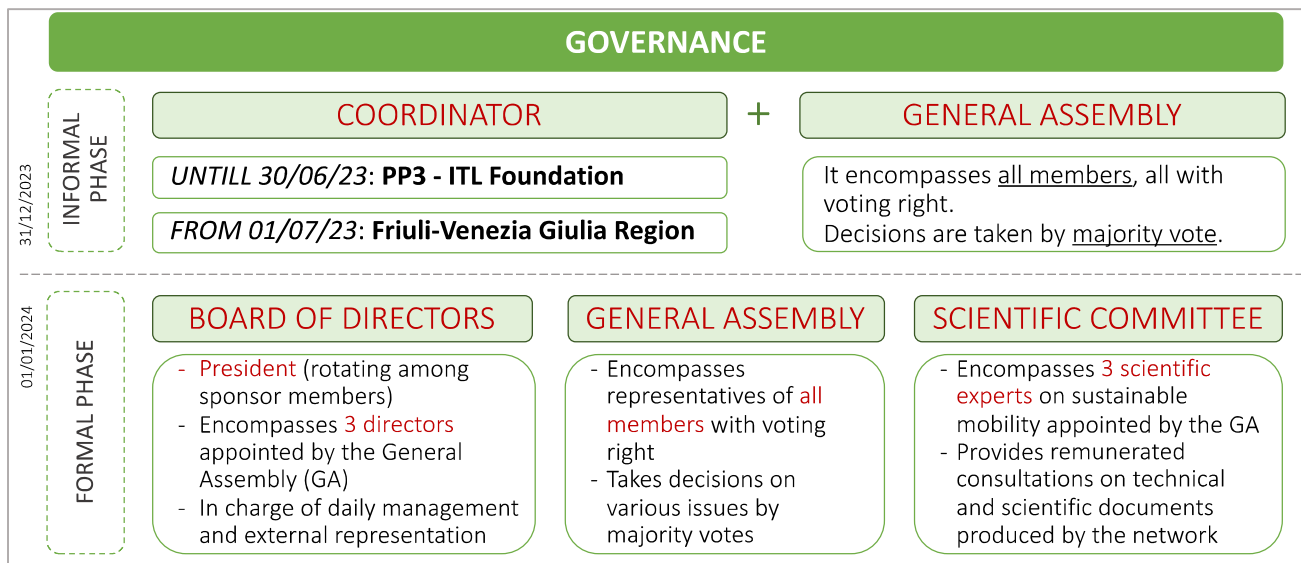 GOVERNANCE
INFORMAL
PHASE
31/12/2023
COORDINATOR
+
GENERAL ASSEMBLY
UNTILL 30/06/23: PP3 - ITL Foundation
FROM 01/07/23: Friuli-Venezia Giulia Region
It encompasses all members, all with
voting right.
Decisions are taken by majority vote.
01/01/2024
FORMAL PHASE
BOARD OF DIRECTORS
- President (rotating among
sponsor members)
- Encompasses 3 directors
appointed by the General
Assembly (GA)
- In charge of daily management
and external representation
GENERAL ASSEMBLY
- Encompasses
representatives of all
members with voting
right
- Takes decisions on
various issues by
majority votes
SCIENTIFIC COMMITTEE
- Encompasses 3 scientific
experts on sustainable
mobility appointed by the GA
- Provides remunerated
consultations on technical
and scientific documents
produced by the network